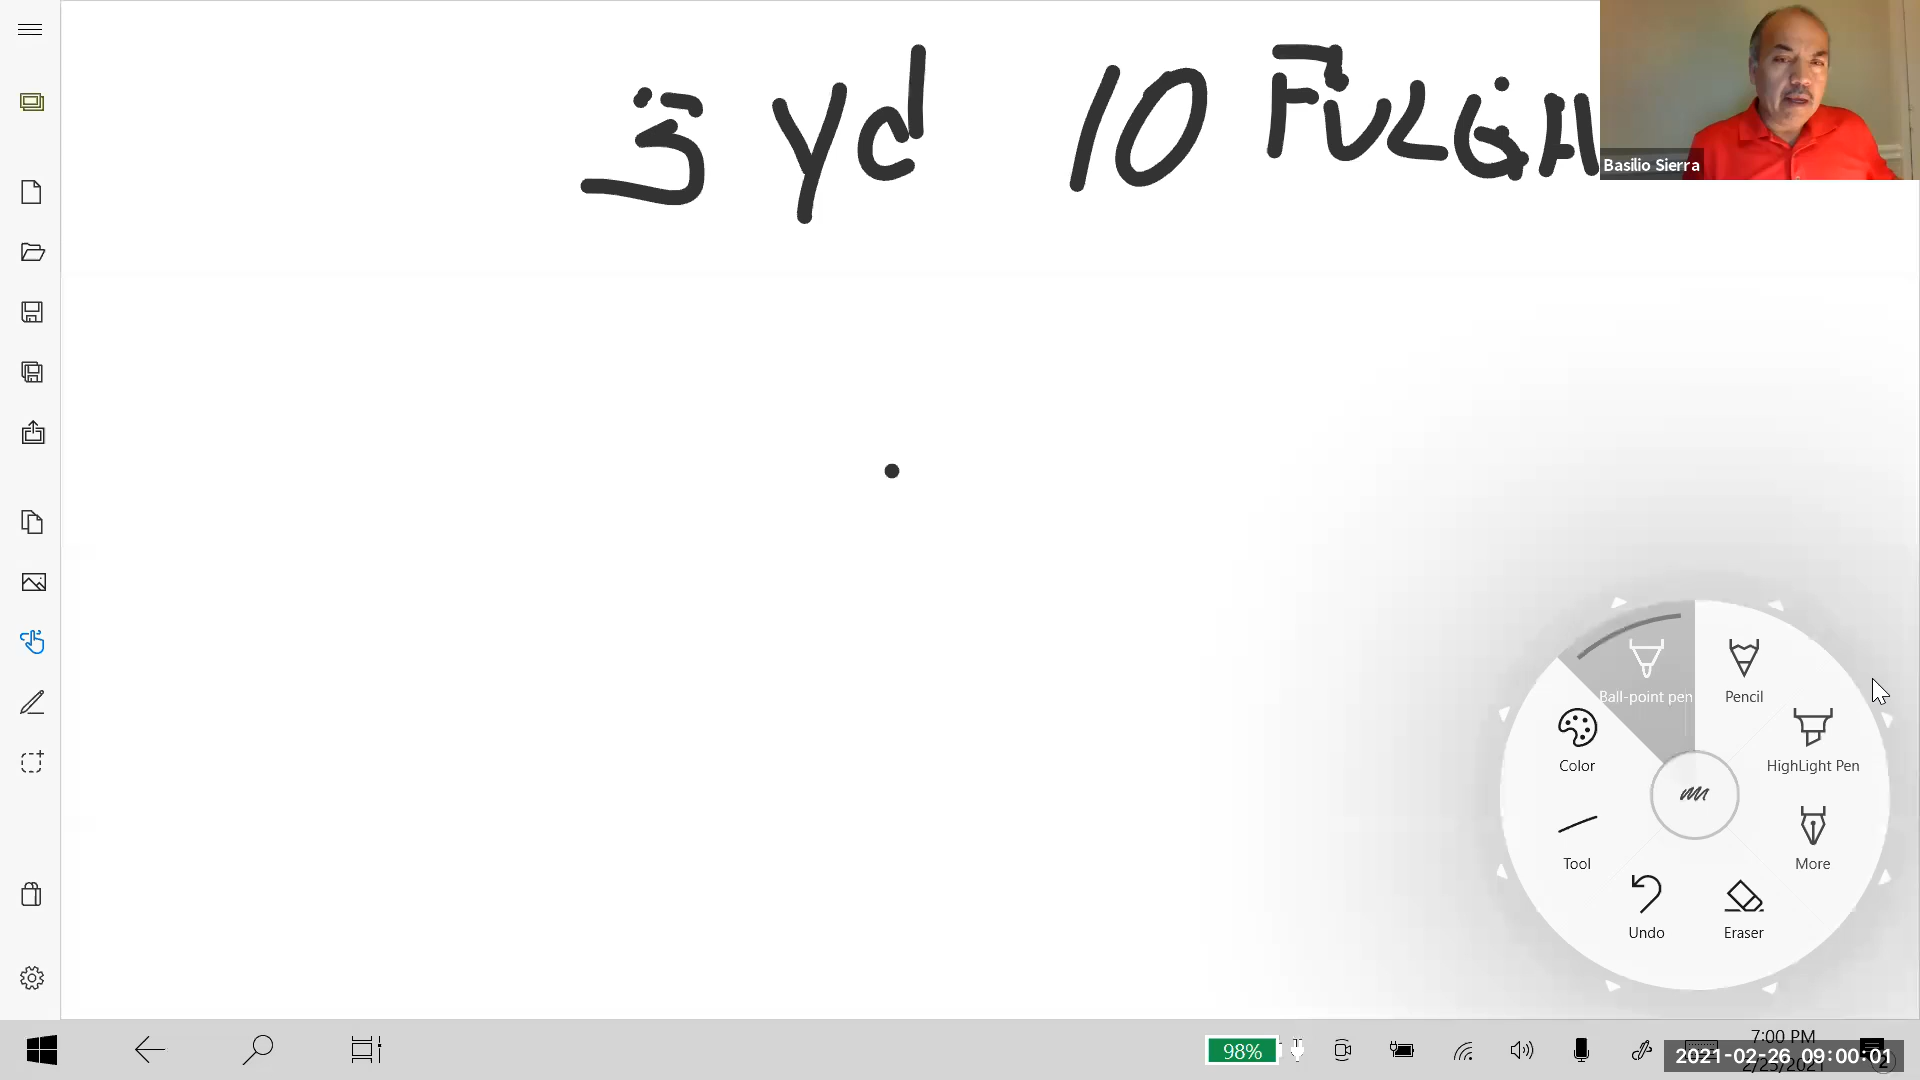 3 yd 10
Basilio Sierra
Ball-point pen
Pencil
Color
HighLight Pen
Tool
More
Undo
Eraser
98%
7:00 PM
2021-02-26 09:00:01